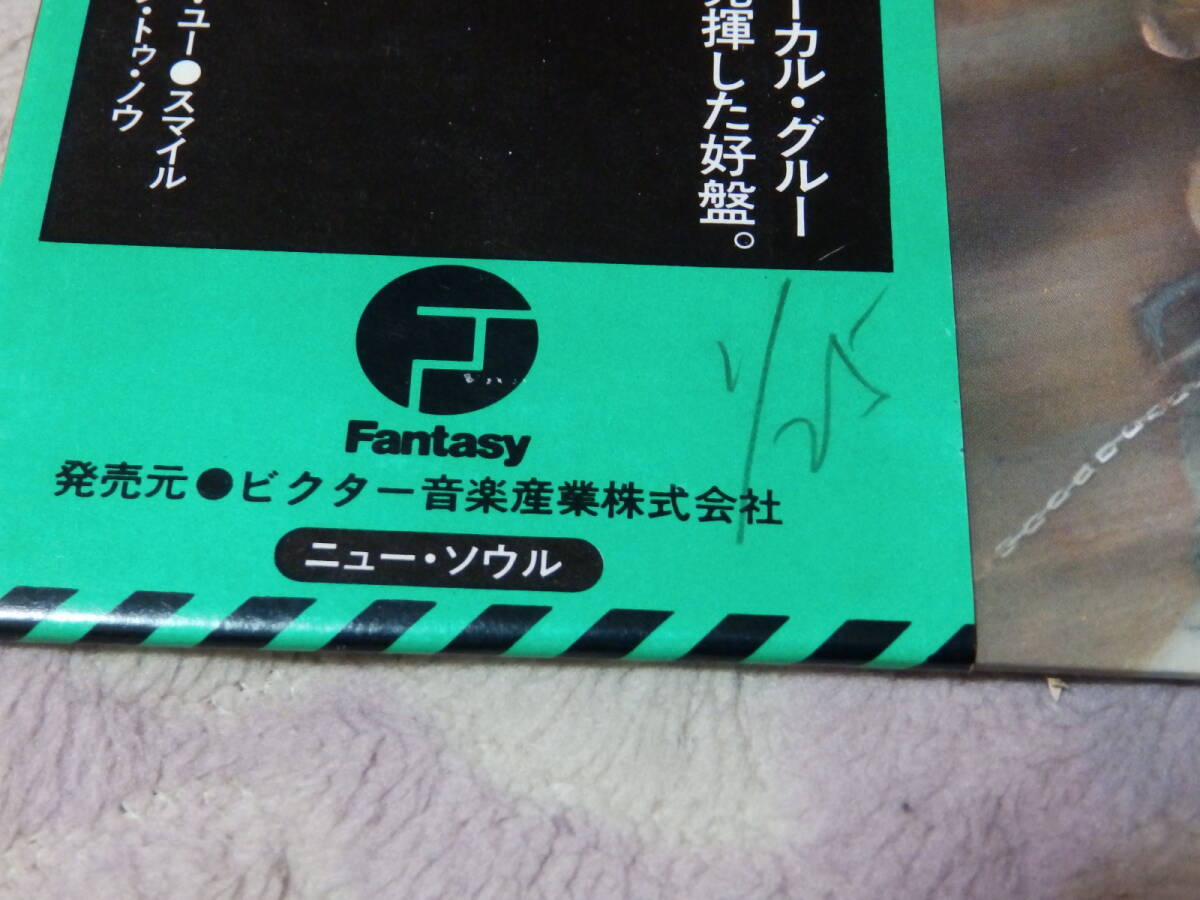 ーカル・グルー
発揮した好盤。
ユー●スマイル
トゥ・ノウ
Fantasy
発売元●ビクター音楽産業株式会社
ニュー・ソウル
1/25